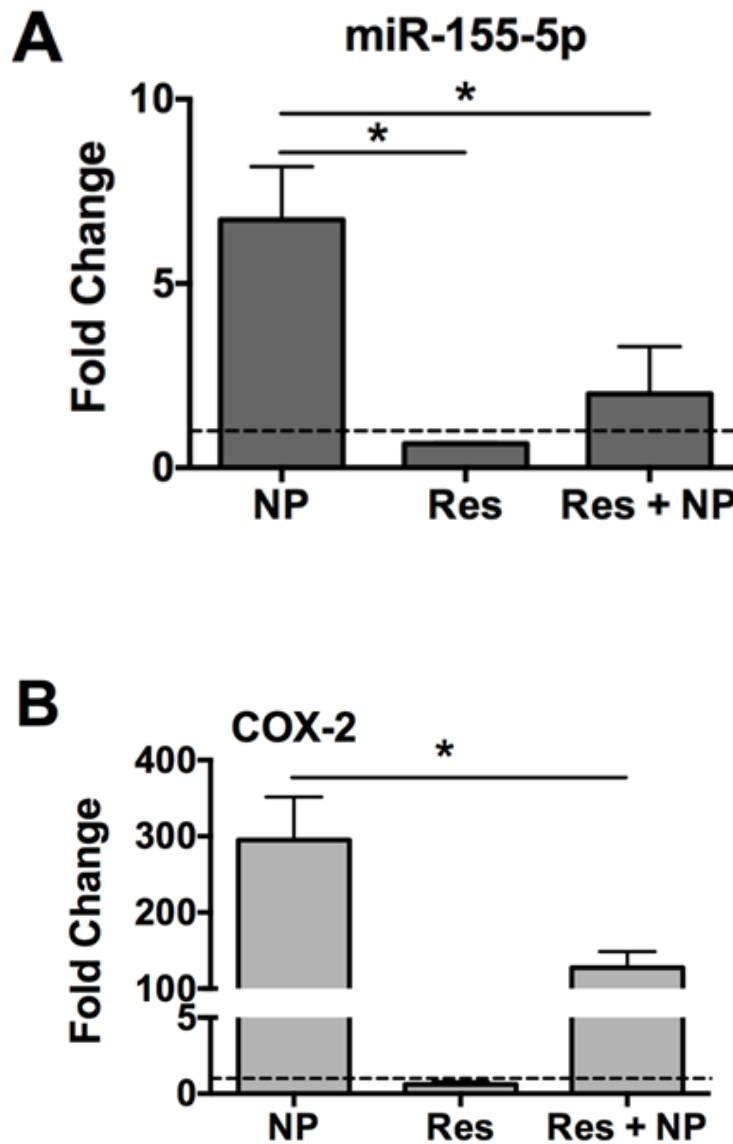 A
miR-155-5p
*
*
Fold Change
10
5
0
NP Res Res + NP
B
COX-2
*
Fold Change
400
300
200
100
5
0
NP Res Res + NP